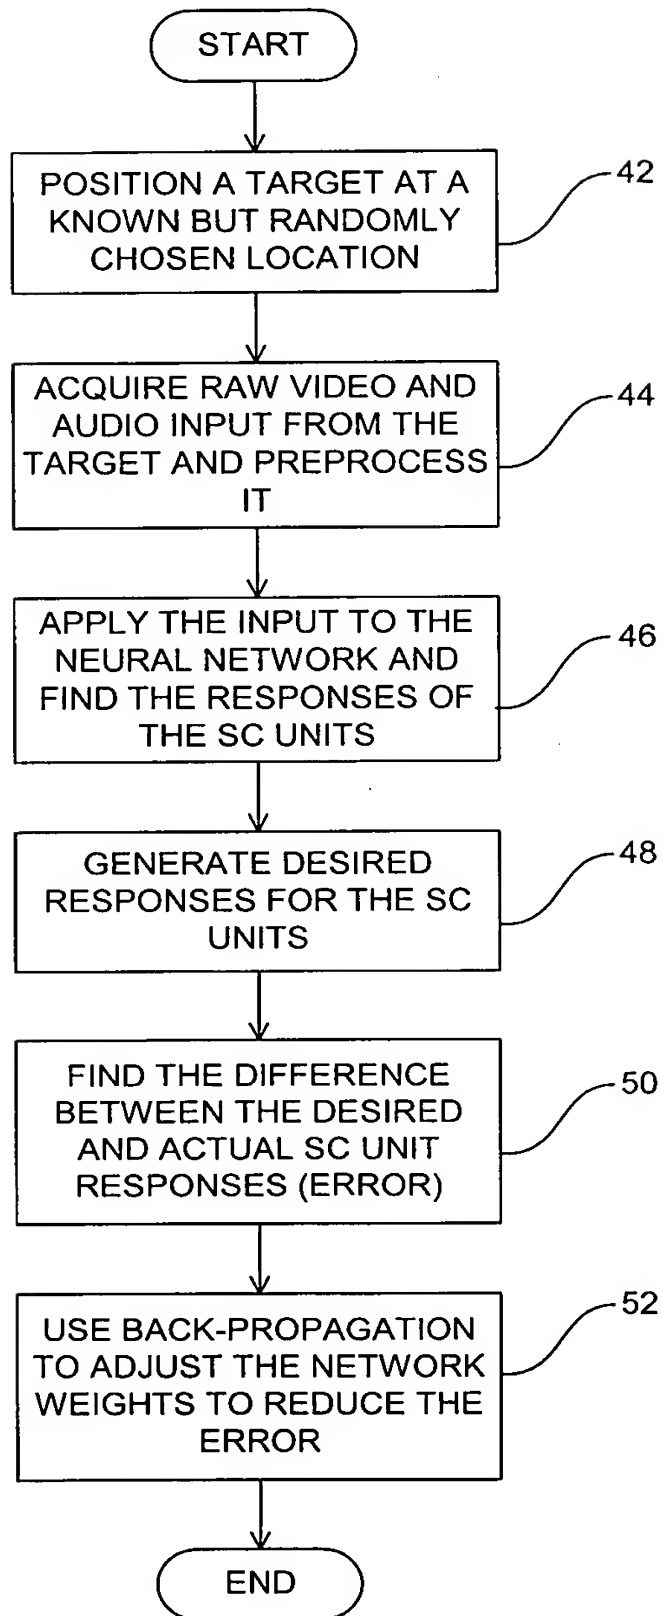 START
POSITION A TARGET AT A
KNOWN BUT RANDOMLY
CHOSEN LOCATION
42
ACQUIRE RAW VIDEO AND
AUDIO INPUT FROM THE
TARGET AND PREPROCESS
IT
44
APPLY THE INPUT TO THE
NEURAL NETWORK AND
FIND THE RESPONSES OF
THE SC UNITS
46
GENERATE DESIRED
RESPONSES FOR THE SC
UNITS
48
FIND THE DIFFERENCE
BETWEEN THE DESIRED
AND ACTUAL SC UNIT
RESPONSES (ERROR)
50
USE BACK-PROPAGATION
TO ADJUST THE NETWORK
WEIGHTS TO REDUCE THE
ERROR
52
END